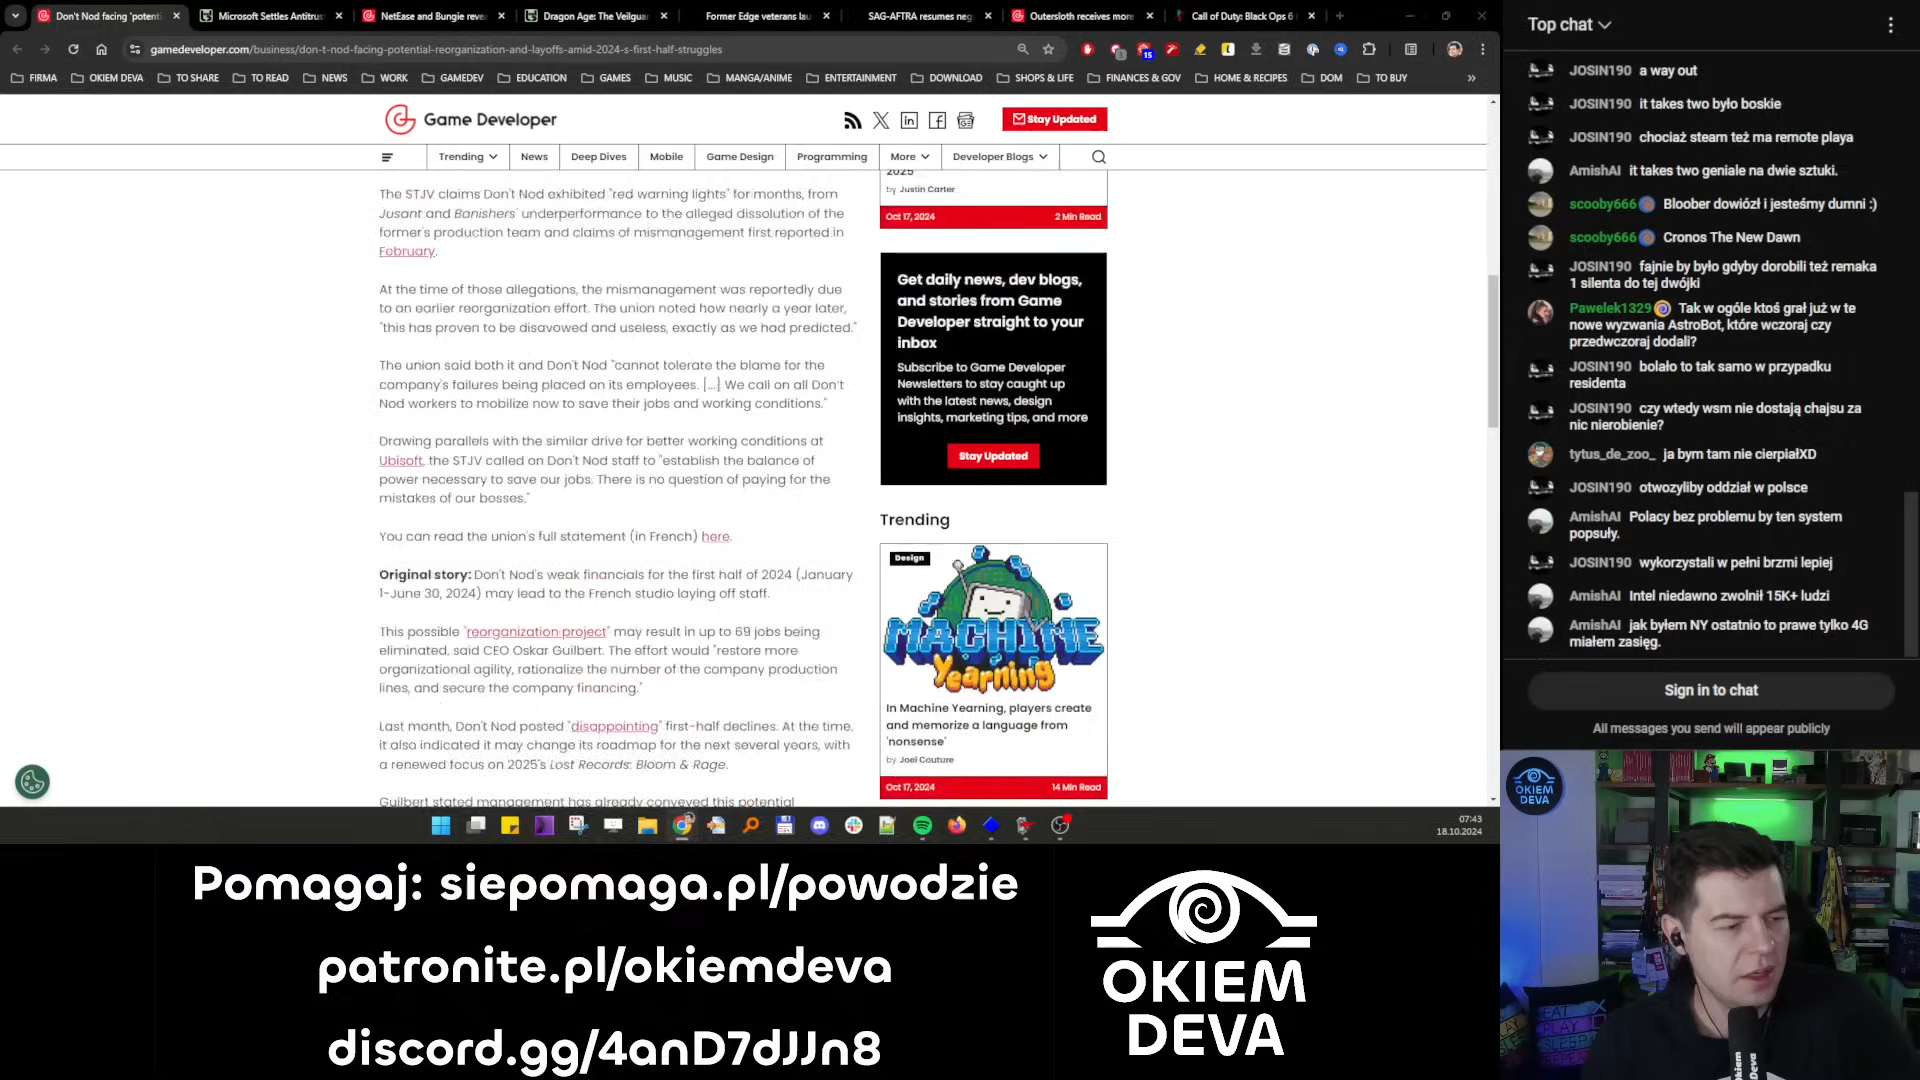 Don't Nod facing 'potenti
Microsoft Settles Antitrus
NetEase and Bungie revea
Dragon Age: The Veilguar
Former Edge veterans lau
SAG-AFTRA resumes neg
Outersloth receives more
Call of Duty: Black Ops 6
gamedeveloper.com/business/don-t-nod-facing-potential-reorganization-and-layoffs-amid-2024-s-first-half-struggles
15
FIRMA
OKIEM DEVA
TO SHARE
TO READ
NEWS
WORK
GAMEDEV
EDUCATION
GAMES
MUSIC
MANGA/ANIME
ENTERTAINMENT
DOWNLOAD
SHOPS & LIFE
FINANCES & GOV
HOME & RECIPES
DOM
TO BUY
Game Developer
Stay Updated
Trending
News
Deep Dives
Mobile
Game Design
Programming
More
Developer Blogs
The STJV claims Don't Nod exhibited "red warning lights" for months, from
Jusant and Banishers' underperformance to the alleged dissolution of the
former's production team and claims of mismanagement first reported in
February.
At the time of those allegations, the mismanagement was reportedly due
to an earlier reorganization effort. The union noted how nearly a year later,
"this has proven to be disavowed and useless, exactly as we had predicted."
The union said both it and Don't Nod "cannot tolerate the blame for the
company's failures being placed on its employees. [...] We call on all Don't
Nod workers to mobilize now to save their jobs and working conditions."
Drawing parallels with the similar drive for better working conditions at
Ubisoft, the STJV called on Don't Nod staff to "establish the balance of
power necessary to save our jobs. There is no question of paying for the
mistakes of our bosses."
You can read the union's full statement (in French) here.
Original story: Don't Nod's weak financials for the first half of 2024 (January
1-June 30, 2024) may lead to the French studio laying off staff.
This possible "reorganization project" may result in up to 69 jobs being
eliminated, said CEO Oskar Guilbert. The effort would "restore more
organizational agility, rationalize the number of the company production
lines, and secure the company financing."
Last month, Don't Nod posted "disappointing" first-half declines. At the time,
it also indicated it may change its roadmap for the next several years, with
a renewed focus on 2025's Lost Records: Bloom & Rage.
Guilbert stated management has already conveyed this potential
2025
by Justin Carter
Oct 17, 2024
2 Min Read
Get daily news, dev blogs,
and stories from Game
Developer straight to your
inbox
Subscribe to Game Developer
Newsletters to stay caught up
with the latest news, design
insights, marketing tips, and more
Stay Updated
Trending
Design
MACHINE
Yearning
In Machine Yearning, players create
and memorize a language from
'nonsense'
by Joel Couture
Oct 17, 2024
14 Min Read
07:43
18.10.2024
Top chat
JOSIN190 a way out
JOSIN190 it takes two było boskie
JOSIN190 chociaż steam też ma remote playa
AmishAI it takes two geniale na dwie sztuki.
scooby666 Bloober dowiózł i jesteśmy dumni :)
scooby666 Cronos The New Dawn
JOSIN190 fajnie by było gdyby dorobili też remaka
1 silenta do tej dwójki
Pawelek1329 Tak w ogóle ktoś grał już w te
nowe wyzwania AstroBot, które wczoraj czy
przedwczoraj dodali?
JOSIN190 bolało to tak samo w przypadku
residenta
JOSIN190 czy wtedy wsm nie dostają chajsu za
nic nierobienie?
tytus_de_zoo_ ja bym tam nie cierpiałXD
JOSIN190 otwozyliby oddział w polsce
AmishAI Polacy bez problemu by ten system
popsuły.
JOSIN190 wykorzystali w pełni brzmi lepiej
AmishAI Intel niedawno zwolnił 15K+ ludzi
AmishAI jak byłem NY ostatnio to prawe tylko 4G
miałem zasięg.
Sign in to chat
All messages you send will appear publicly
OKIEM
DEVA
EAT
PLAY
SLEEP
Okiem
Deva
Pomagaj: siepomaga.pl/powodzie
patronite.pl/okiemdeva
discord.gg/4anD7dJJn8
OKIEM
DEVA